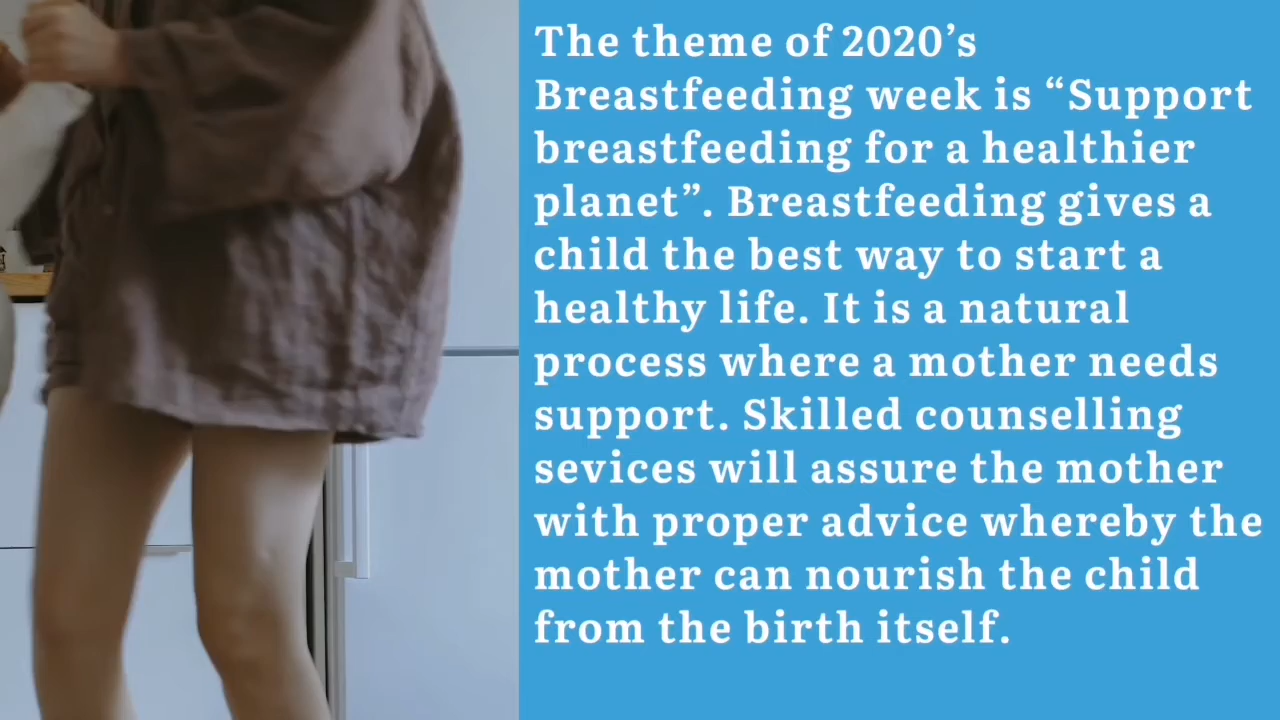 The theme of 2020’s
Breastfeeding week is “Support
breastfeeding for a healthier
planet”. Breastfeeding gives a
child the best way to start a
healthy life. It is a natural
process where a mother needs
support. Skilled counselling
sevices will assure the mother
with proper advice whereby the
mother can nourish the child
from the birth itself.